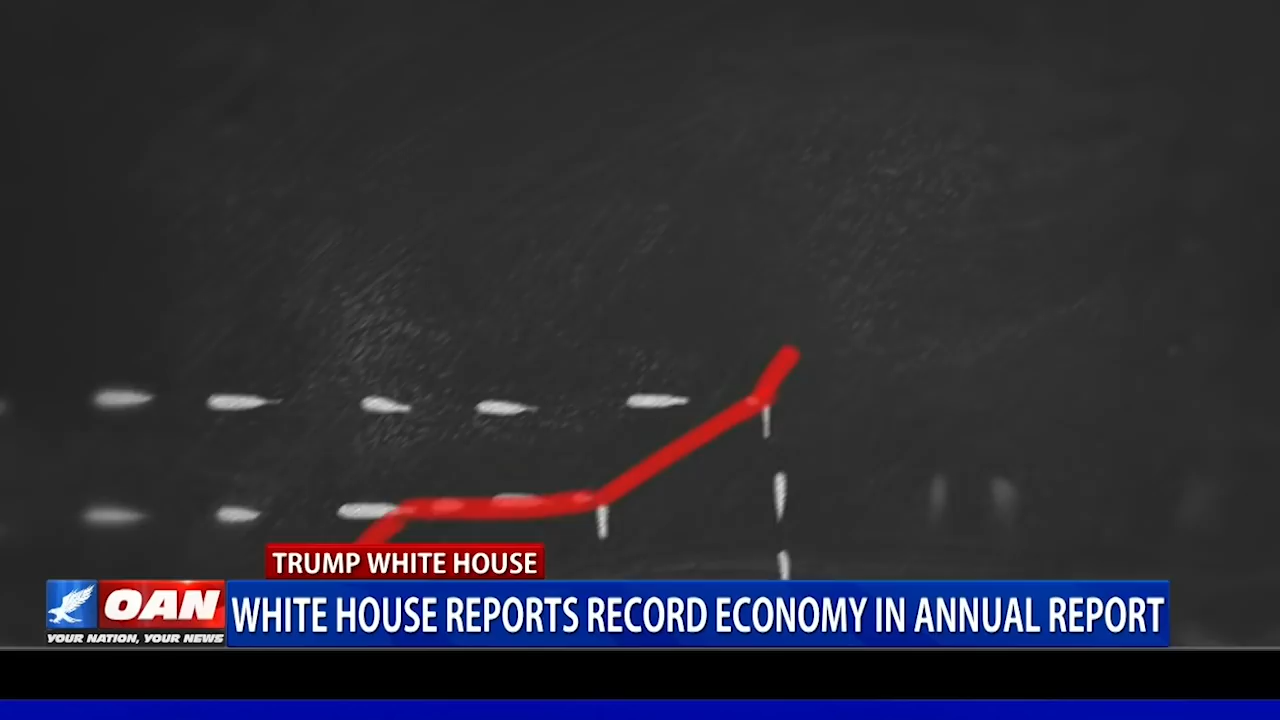 TRUMP WHITE HOUSE
OAN
WHITE HOUSE REPORTS RECORD ECONOMY IN ANNUAL REPORT
YOUR NATION, YOUR NEWS